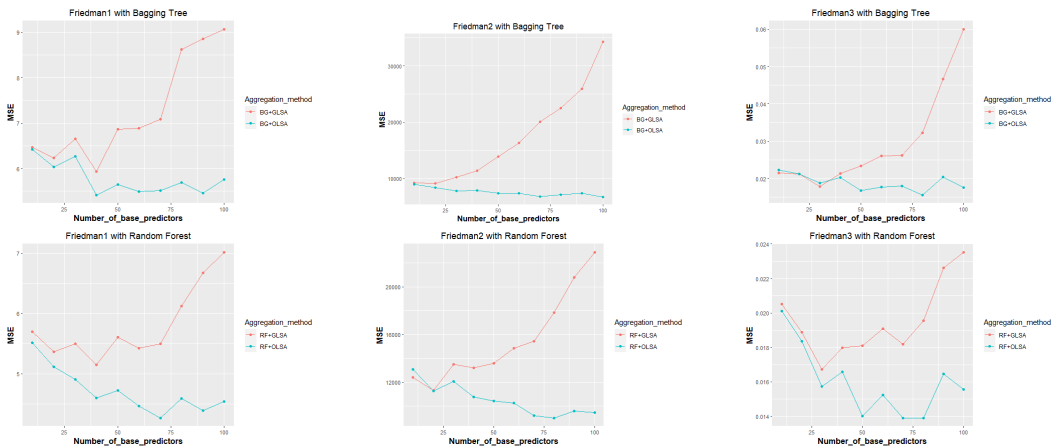 Friedman1 with Bagging Tree
9
8
7
6
MSE
25
50
75
100
Number_of_base_predictors
Aggregation_method
BG+GLSA
BG+OLSA
Friedman2 with Bagging Tree
30000
20000
10000
MSE
25
50
75
100
Number_of_base_predictors
Aggregation_method
BG+GLSA
BG+OLSA
Friedman3 with Bagging Tree
0.06
0.05
0.04
0.03
0.02
MSE
25
50
75
100
Number_of_base_predictors
Aggregation_method
BG+GLSA
BG+OLSA
Friedman1 with Random Forest
7
6
5
MSE
25
50
75
100
Number_of_base_predictors
Aggregation_method
RF+GLSA
RF+OLSA
Friedman2 with Random Forest
20000
16000
12000
MSE
25
50
75
100
Number_of_base_predictors
Aggregation_method
RF+GLSA
RF+OLSA
Friedman3 with Random Forest
0.024
0.022
0.020
0.018
0.016
0.014
MSE
25
50
75
100
Number_of_base_predictors
Aggregation_method
RF+GLSA
RF+OLSA